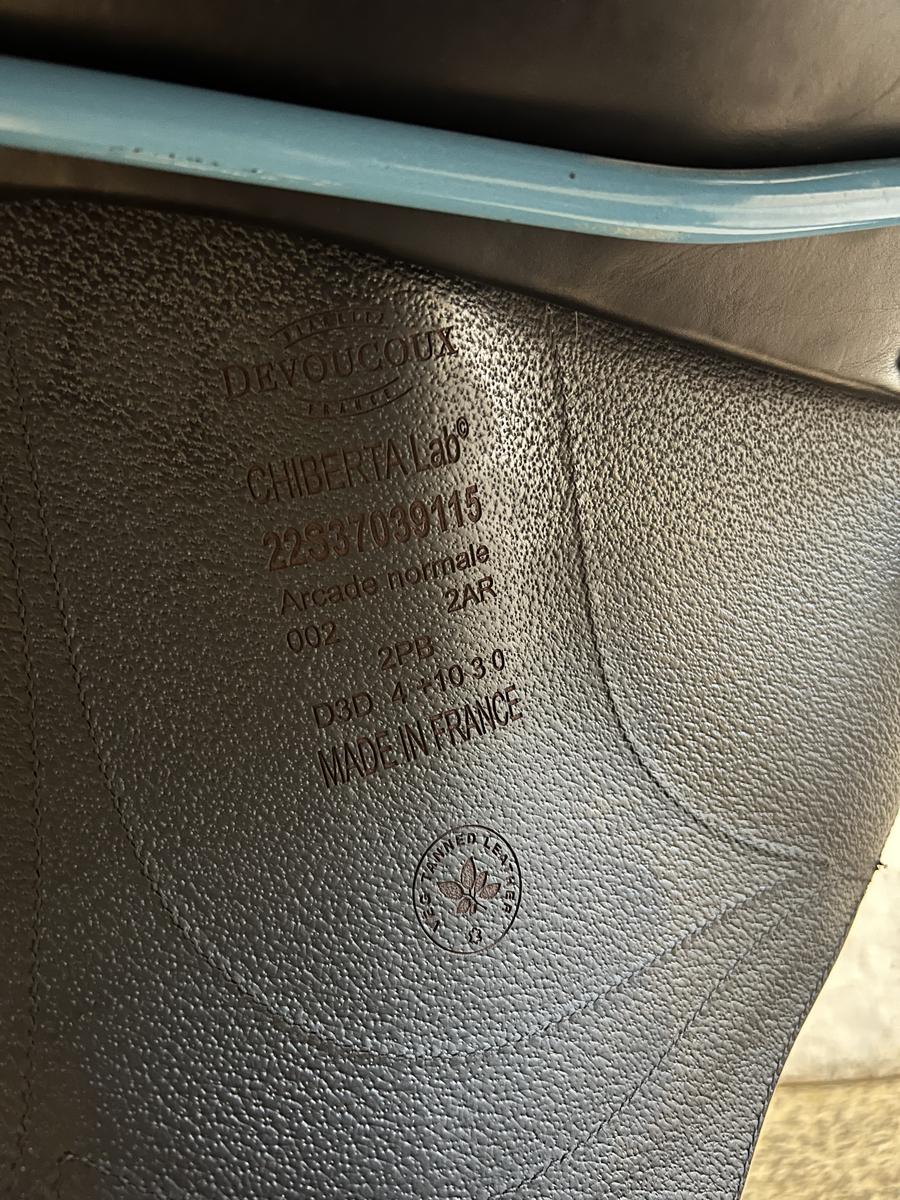 SELLIER
DEVOUCOUX
FRANCE
CHIBERTA Lab©
22S37039115
Arcade normale
002 2AR
2PB
D3D 4 +10 3 0
MADE IN FRANCE
VEG TANNED LEATHER